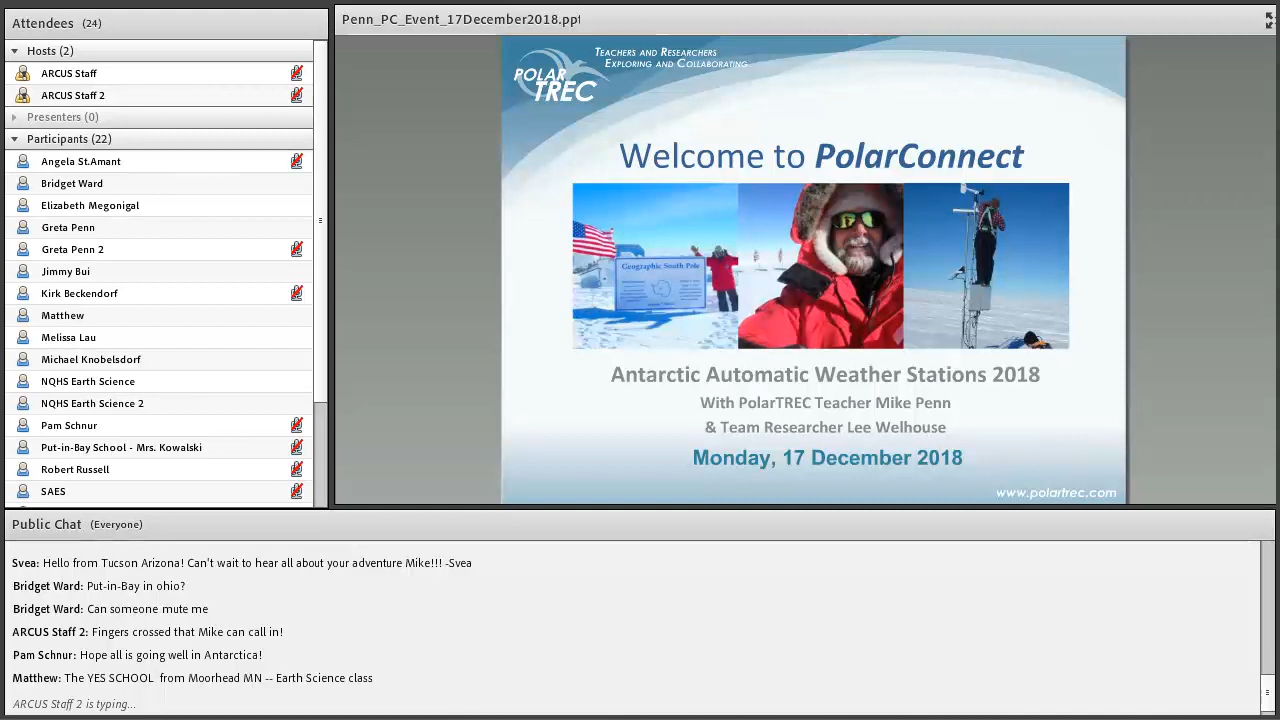 Attendees (24)
Hosts (2)
ARCUS Staff
ARCUS Staff 2
Presenters (0)
Participants (22)
Angela St.Amant
Bridget Ward
Elizabeth Megonigal
Greta Penn
Greta Penn 2
Jimmy Bui
Kirk Beckendorf
Matthew
Melissa Lau
Michael Knobelsdorf
NQHS Earth Science
NQHS Earth Science 2
Pam Schnur
Put-in-Bay School - Mrs. Kowalski
Robert Russell
SAES
Penn_PC_Event_17December2018.ppt
TEACHERS AND RESEARCHERS
EXPLORING AND COLLABORATING
POLAR
TREC
Welcome to PolarConnect
Geographic South Pole
Antarctic Automatic Weather Stations 2018
With PolarTREC Teacher Mike Penn
& Team Researcher Lee Welhouse
Monday, 17 December 2018
www.polartrec.com
Public Chat (Everyone)
Svea: Hello from Tucson Arizona! Can't wait to hear all about your adventure Mike!!! -Svea
Bridget Ward: Put-in-Bay in ohio?
Bridget Ward: Can someone mute me
ARCUS Staff 2: Fingers crossed that Mike can call in!
Pam Schnur: Hope all is going well in Antarctica!
Matthew: The YES SCHOOL from Moorhead MN -- Earth Science class
ARCUS Staff 2 is typing...